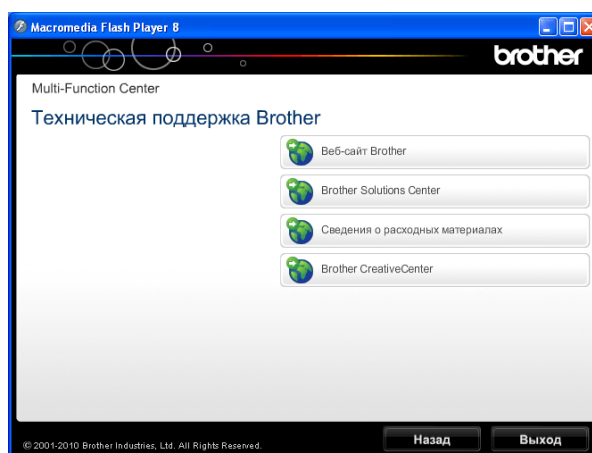 Macromedia Flash Player 8
brother
Multi-Function Center
Техническая поддержка Brother
Веб-сайт Brother
Brother Solutions Center
Сведения о расходных материалах
Brother CreativeCenter
© 2001-2010 Brother Industries, Ltd. All Rights Reserved.
Назад
Выход